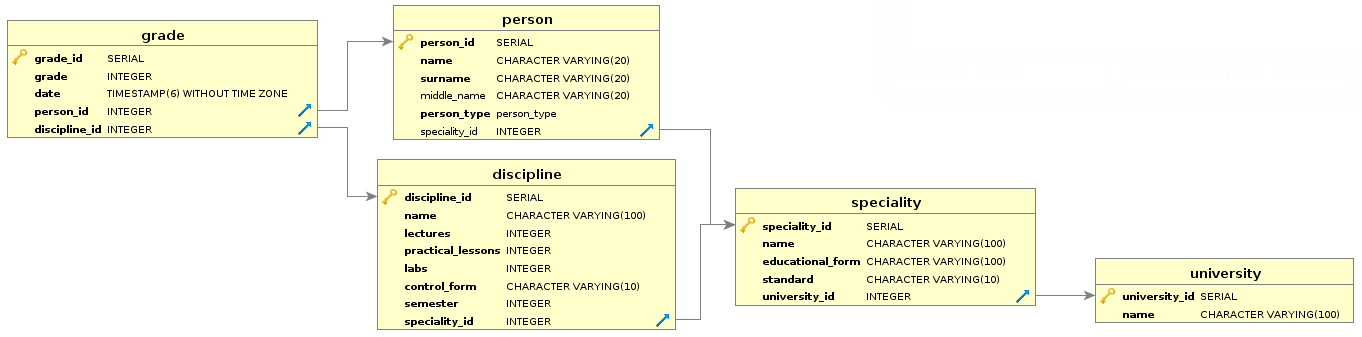 grade
grade_id SERIAL
grade INTEGER
date TIMESTAMP(6) WITHOUT TIME ZONE
person_id INTEGER
discipline_id INTEGER
person
person_id SERIAL
name CHARACTER VARYING(20)
surname CHARACTER VARYING(20)
middle_name CHARACTER VARYING(20)
person_type person_type
speciality_id INTEGER
discipline
discipline_id SERIAL
name CHARACTER VARYING(100)
lectures INTEGER
practical_lessons INTEGER
labs INTEGER
control_form CHARACTER VARYING(10)
semester INTEGER
speciality_id INTEGER
speciality
speciality_id SERIAL
name CHARACTER VARYING(100)
educational_form CHARACTER VARYING(100)
standard CHARACTER VARYING(10)
university_id INTEGER
university
university_id SERIAL
name CHARACTER VARYING(100)